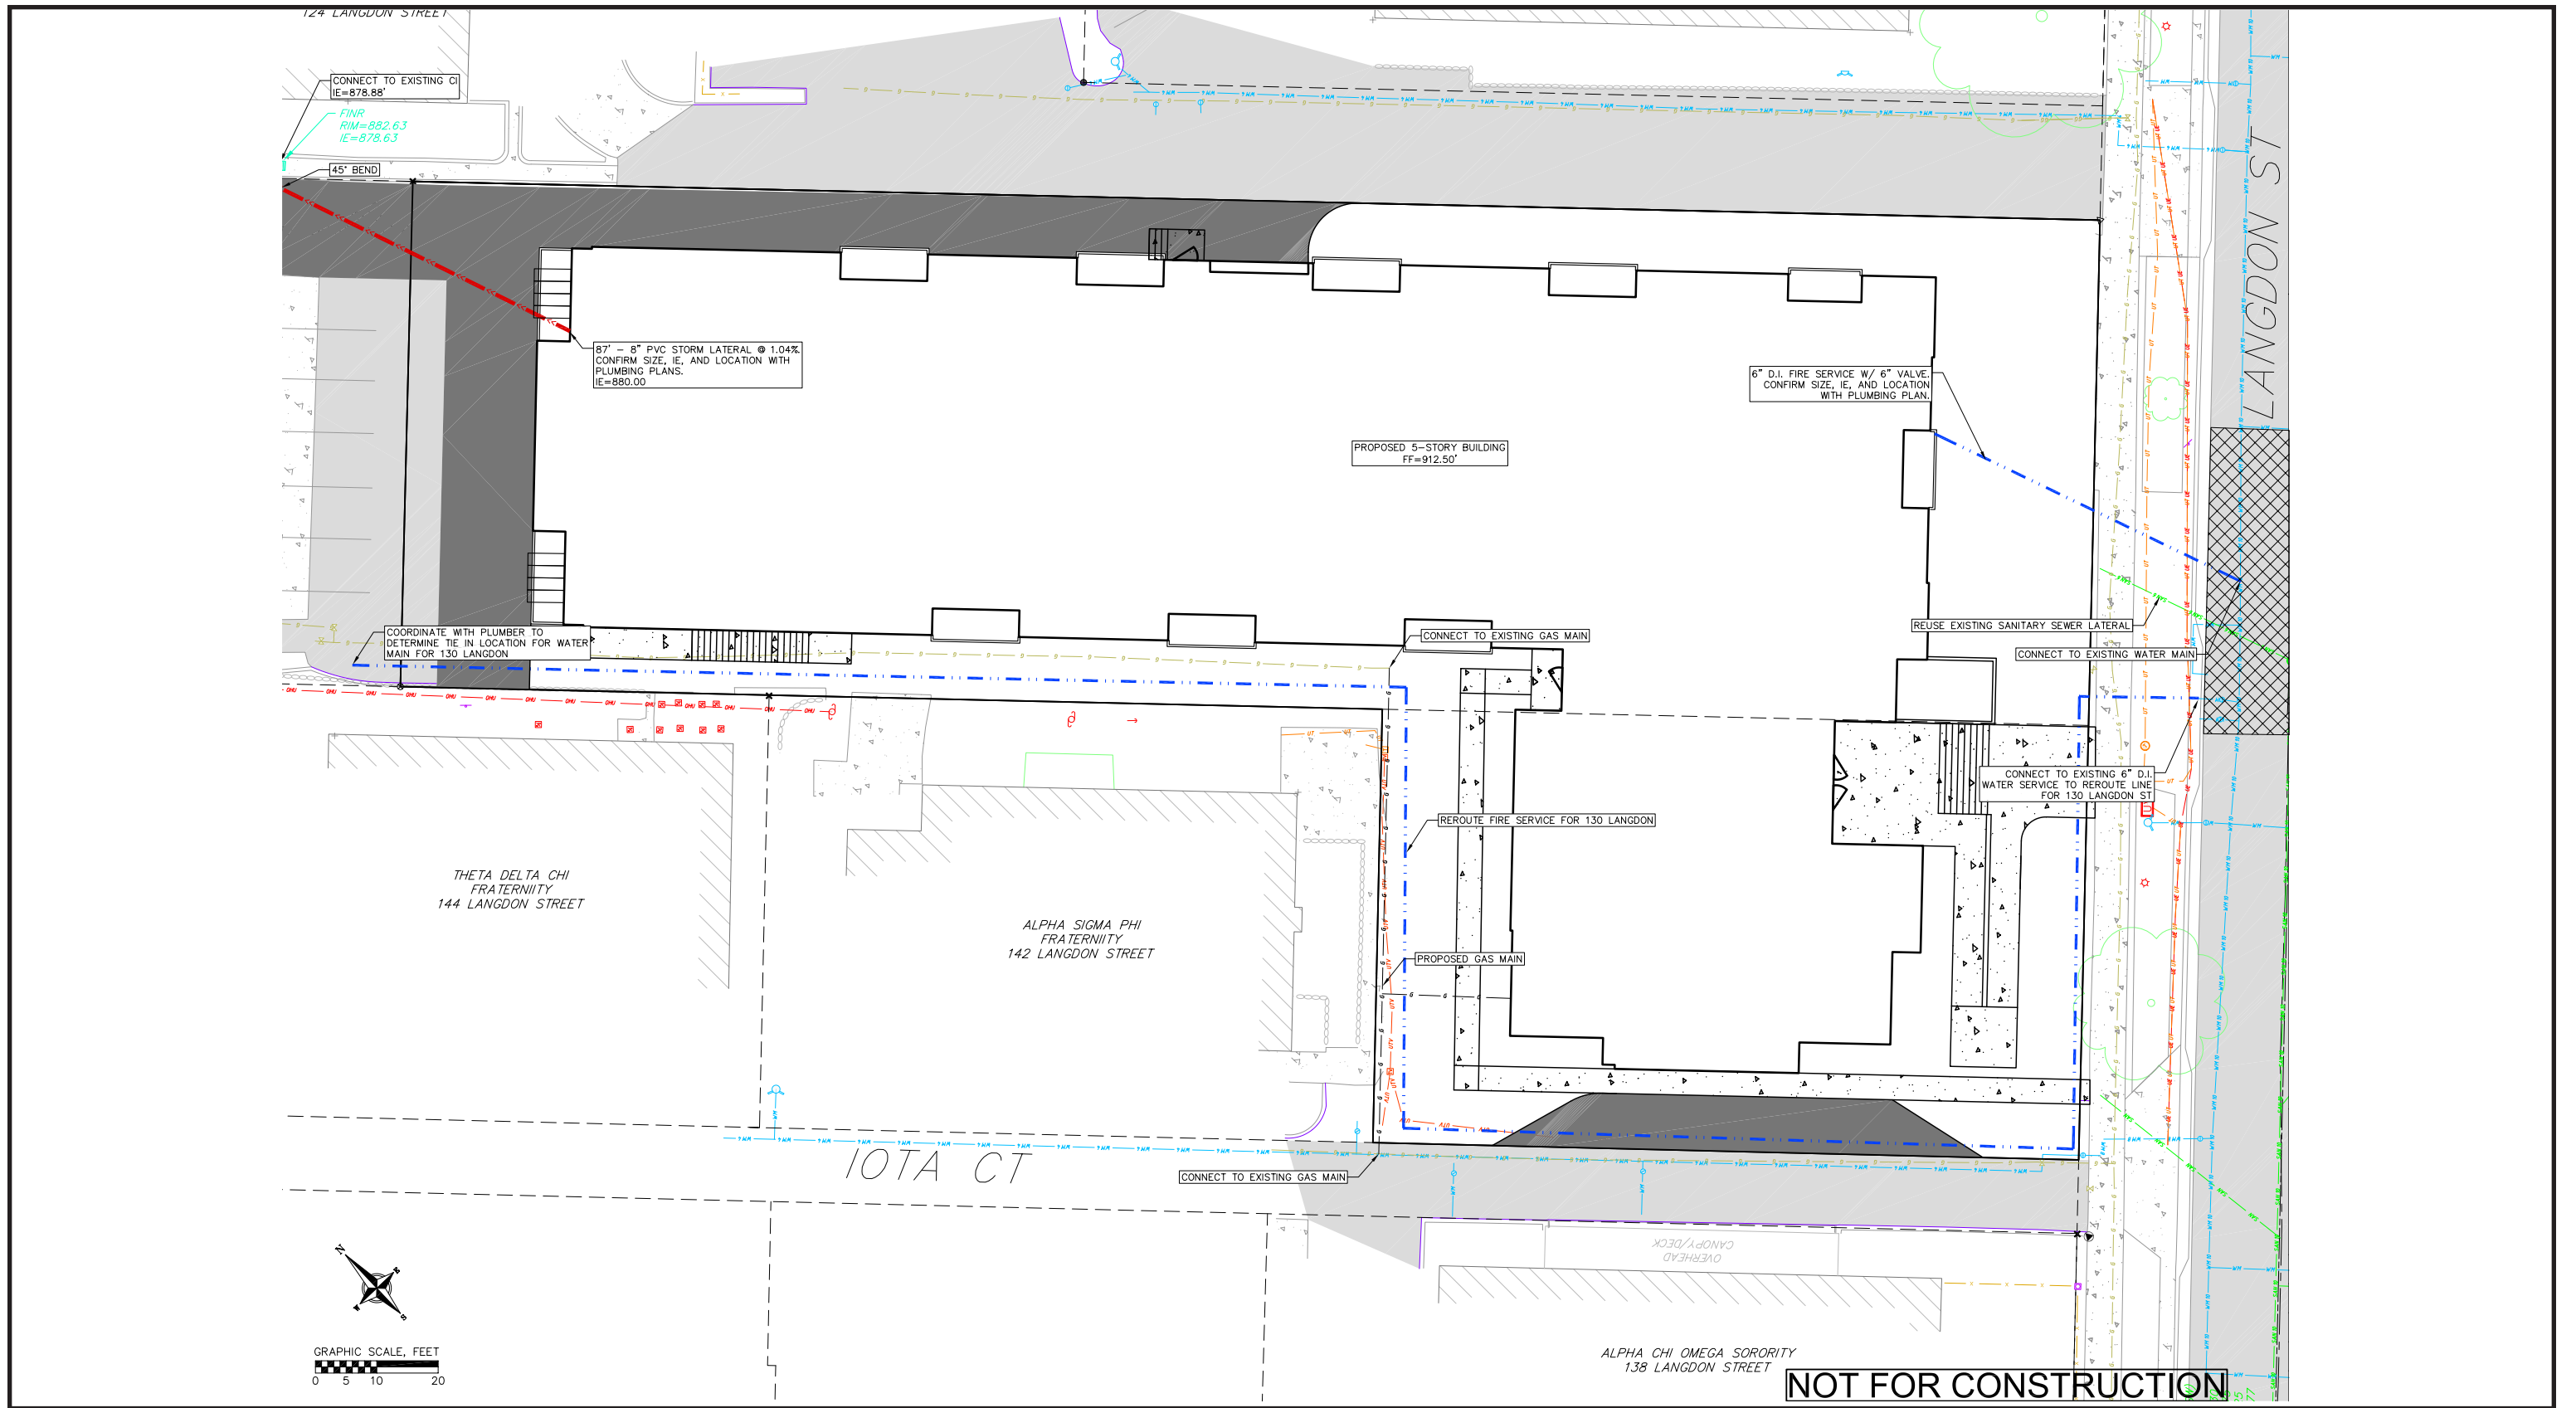 124 LANGDON STREET
CONNECT TO EXISTING CI
IE=878.88'
FINR
RIM=882.63
IE=878.63
45° BEND
87' – 8" PVC STORM LATERAL @ 1.04%.
CONFIRM SIZE, IE, AND LOCATION WITH
PLUMBING PLANS.
IE=880.00
6" D.I. FIRE SERVICE W/ 6" VALVE.
CONFIRM SIZE, IE, AND LOCATION
WITH PLUMBING PLAN.
LANGDON ST
PROPOSED 5–STORY BUILDING
FF=912.50'
COORDINATE WITH PLUMBER TO
DETERMINE TIE IN LOCATION FOR WATER
MAIN FOR 130 LANGDON
CONNECT TO EXISTING GAS MAIN
REUSE EXISTING SANITARY SEWER LATERAL
CONNECT TO EXISTING WATER MAIN
CONNECT TO EXISTING 6" D.I.
WATER SERVICE TO REROUTE LINE
FOR 130 LANGDON ST
REROUTE FIRE SERVICE FOR 130 LANGDON
THETA DELTA CHI
FRATERNIITY
144 LANGDON STREET
ALPHA SIGMA PHI
FRATERNIITY
142 LANGDON STREET
PROPOSED GAS MAIN
IOTA CT
CONNECT TO EXISTING GAS MAIN
OVERHEAD
CANOPY/DECK
GRAPHIC SCALE, FEET
0 5 10 20
ALPHA CHI OMEGA SORORITY
138 LANGDON STREET
NOT FOR CONSTRUCTION